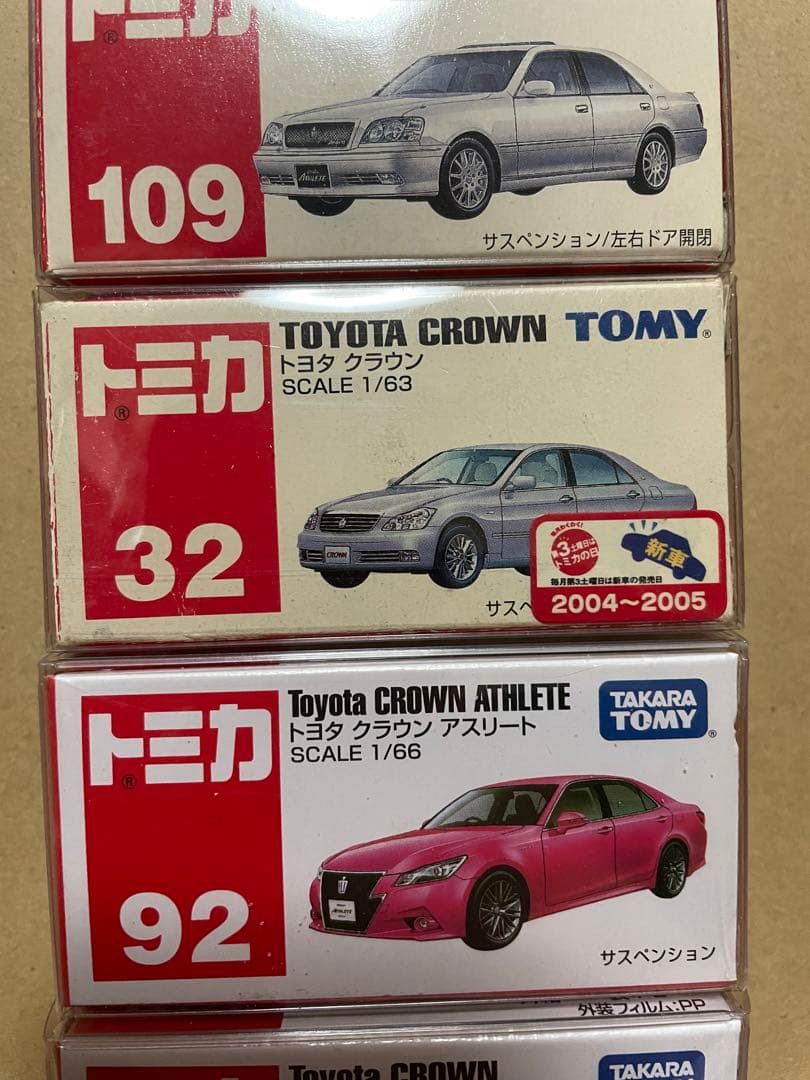 トミカ
®
109
ATHLETE
サスペンション/左右ドア開閉
トミカ
®
TOYOTA CROWN
TOMY®
トヨタ クラウン
SCALE 1/63
32
CROWN
サスペ
第3土曜日は
トミカの日
新車
毎月第3土曜日は新車の発売日
2004～2005
トミカ
®
Toyota CROWN ATHLETE
TAKARA
TOMY®
トヨタ クラウン アスリート
SCALE 1/66
92
ATHLETE
サスペンション
外装フィルム:PP
Toyota CROWN
TAKARA